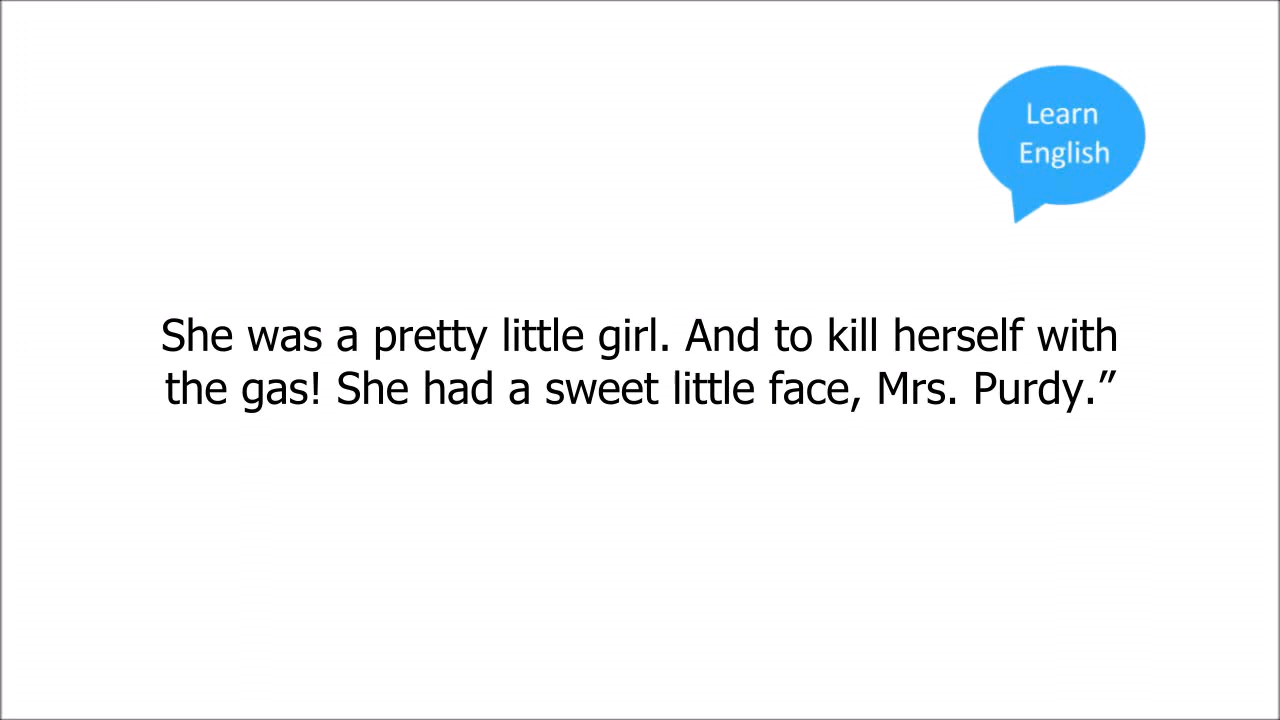 Learn
English
She was a pretty little girl. And to kill herself with
the gas! She had a sweet little face, Mrs. Purdy.”